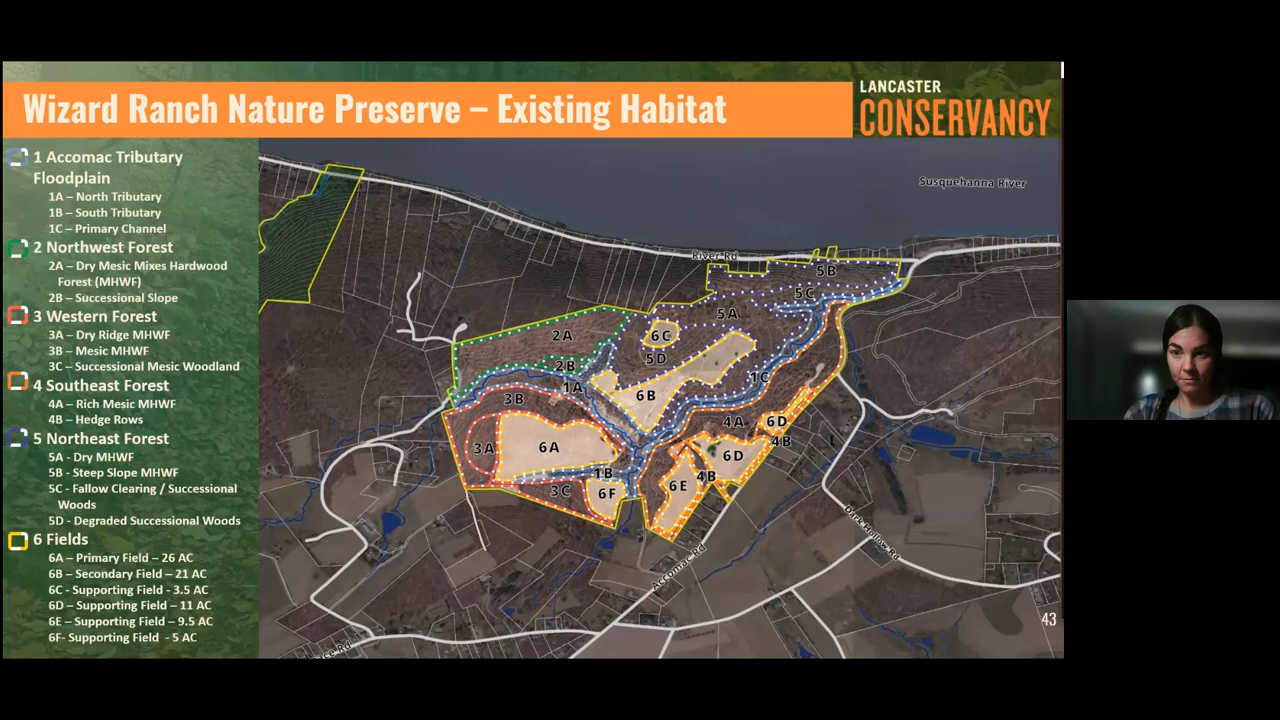 Wizard Ranch Nature Preserve – Existing Habitat
LANCASTER
CONSERVANCY
1 Accomac Tributary
Floodplain
1A – North Tributary
1B – South Tributary
1C – Primary Channel
2 Northwest Forest
2A – Dry Mesic Mixes Hardwood
Forest (MHWF)
2B – Successional Slope
3 Western Forest
3A – Dry Ridge MHWF
3B – Mesic MHWF
3C – Successional Mesic Woodland
4 Southeast Forest
4A – Rich Mesic MHWF
4B – Hedge Rows
5 Northeast Forest
5A - Dry MHWF
5B - Steep Slope MHWF
5C - Fallow Clearing / Successional
Woods
5D - Degraded Successional Woods
6 Fields
6A – Primary Field – 26 AC
6B – Secondary Field – 21 AC
6C - Supporting Field - 3.5 AC
6D – Supporting Field – 11 AC
6E – Supporting Field – 9.5 AC
6F- Supporting Field - 5 AC
Susquehanna River
River Rd
5B
5C
5A
2A
6C
5D
2B
1C
1A
6B
3B
4A
6D
4B
3A
6A
6D
1B
4B
3C
6F
6E
Dark Hollow Rd
Accomac Rd
Rd
43